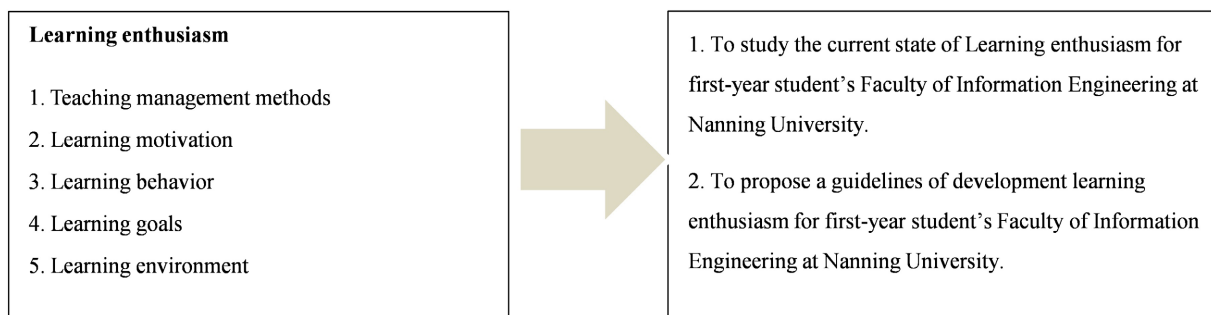 Learning enthusiasm
1. Teaching management methods
2. Learning motivation
3. Learning behavior
4. Learning goals
5. Learning environment
1. To study the current state of Learning enthusiasm for
first-year student’s Faculty of Information Engineering at
Nanning University.
2. To propose a guidelines of development learning
enthusiasm for first-year student’s Faculty of Information
Engineering at Nanning University.